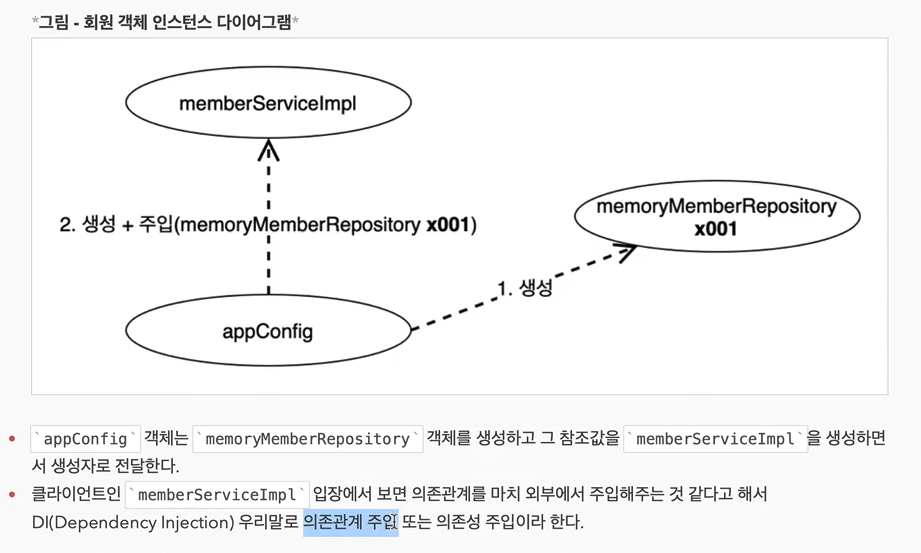 *그림 - 회원 객체 인스턴스 다이어그램*
memberServiceImpl
2. 생성 + 주입(memoryMemberRepository x001)
memoryMemberRepository
x001
1. 생성
appConfig
`appConfig` 객체는 `memoryMemberRepository` 객체를 생성하고 그 참조값을 `memberServiceImpl`을 생성하면
서 생성자로 전달한다.
클라이언트인 `memberServiceImpl` 입장에서 보면 의존관계를 마치 외부에서 주입해주는 것 같다고 해서
DI(Dependency Injection) 우리말로 의존관계 주입 또는 의존성 주입이라 한다.